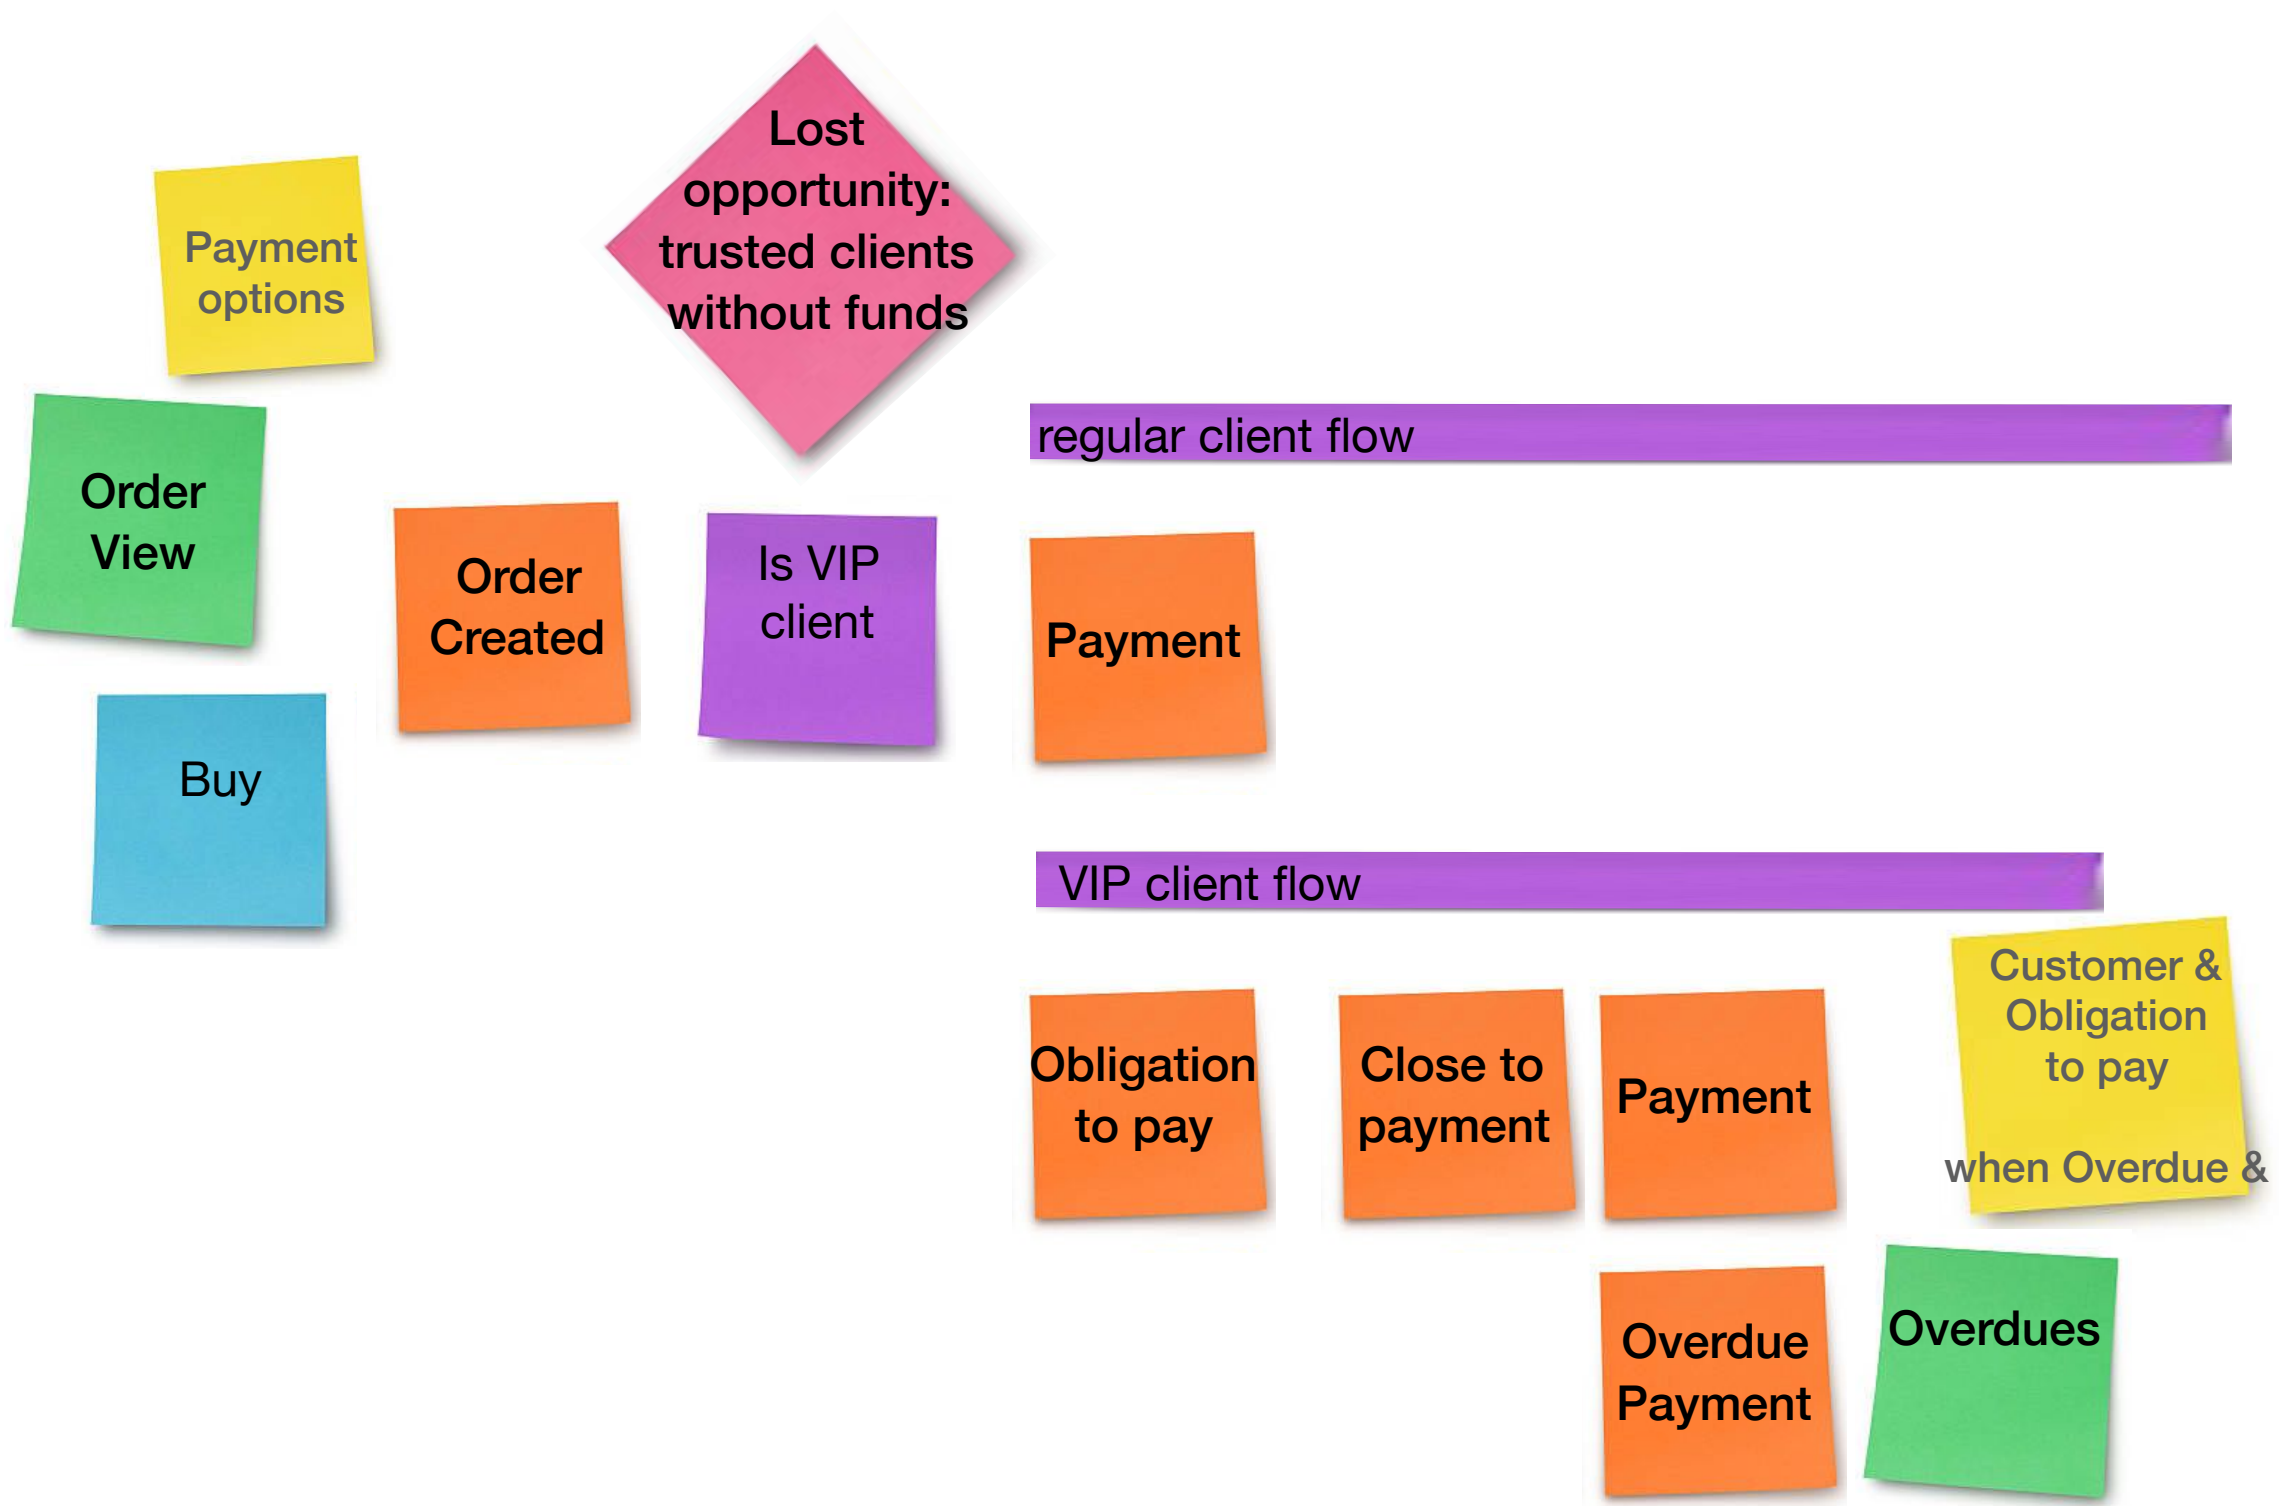 Lost
opportunity:
trusted clients
without funds
Payment
options
Order
View
Buy
Order
Created
Is VIP
client
regular client flow
Payment
VIP client flow
Obligation
to pay
Close to
payment
Payment
Customer &
Obligation
to pay
when Overdue &
Overdue
Payment
Overdues